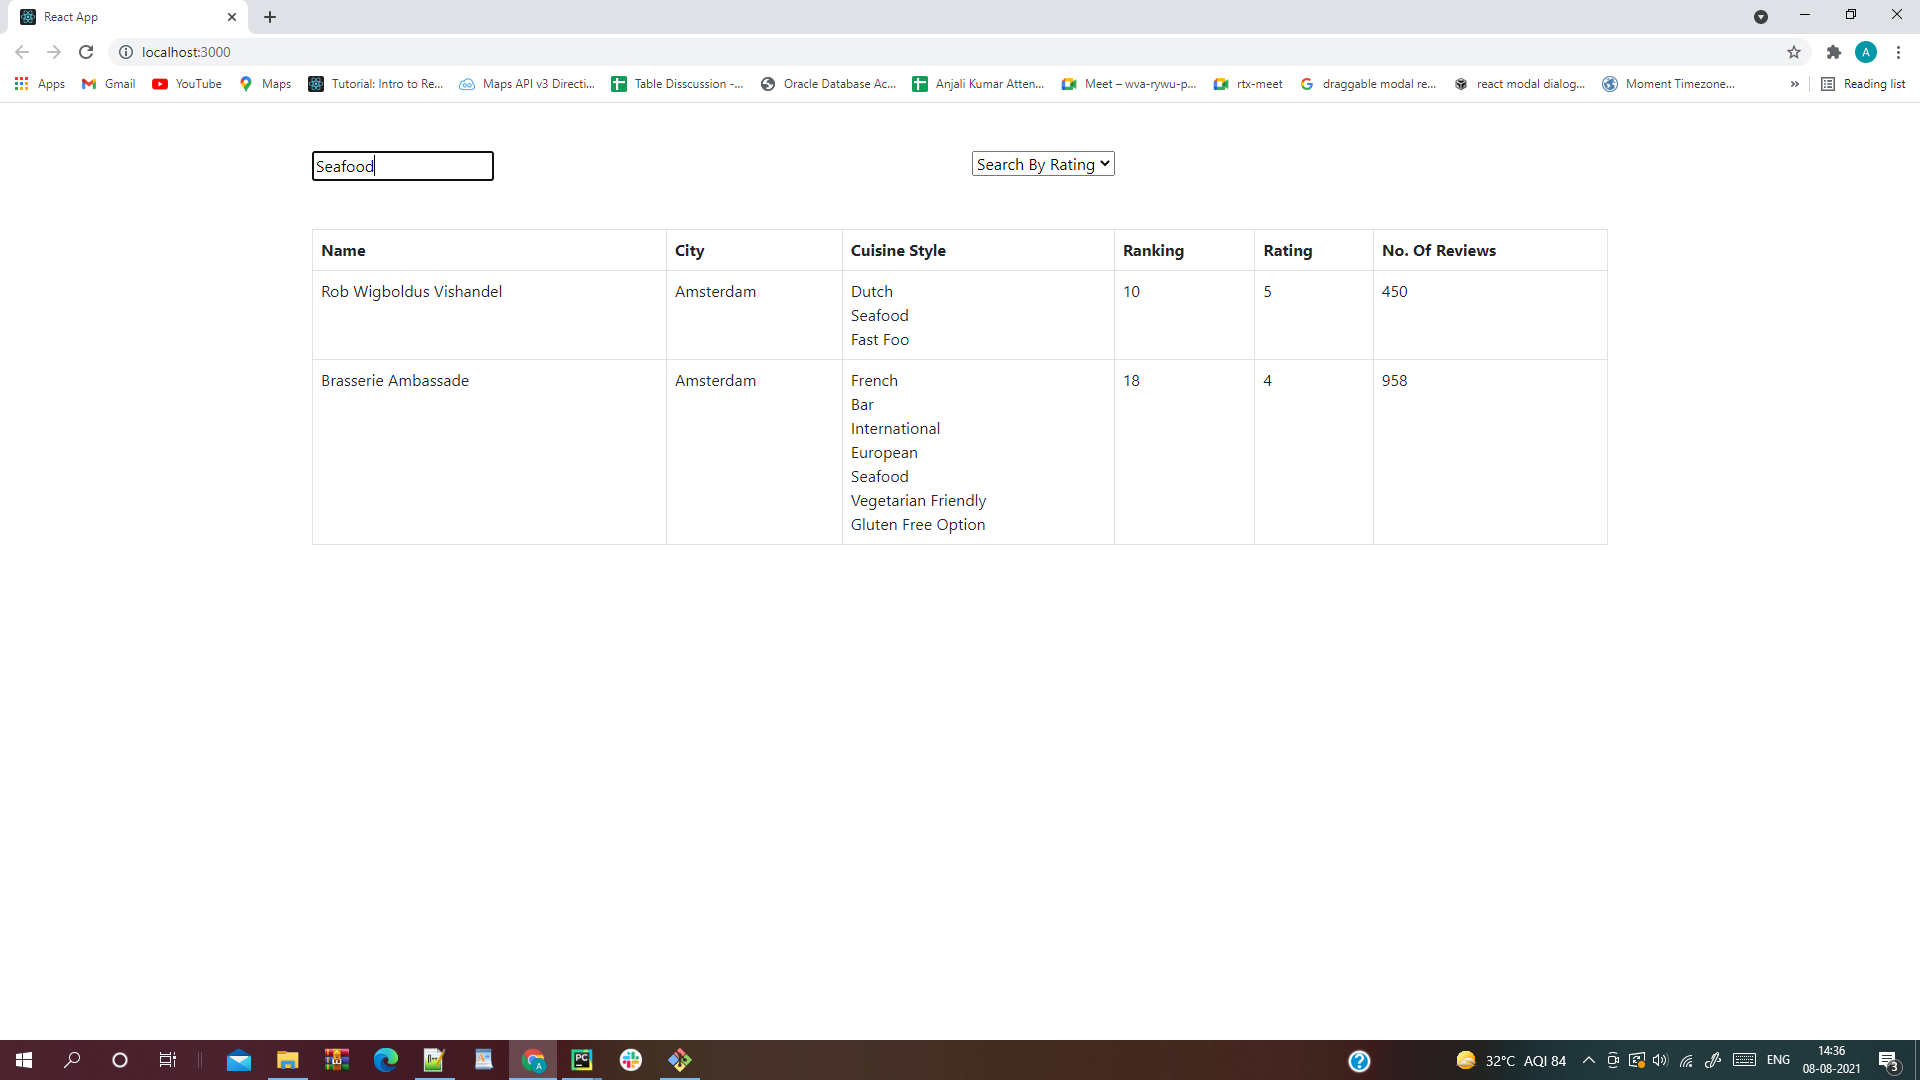 React App
localhost:3000
Apps Gmail YouTube Maps Tutorial: Intro to Re... Maps API v3 Directi... Table Disscussion -... Oracle Database Ac... Anjali Kumar Atten... Meet – wva-rywu-p... rtx-meet draggable modal re... react modal dialog... Moment Timezone... » Reading list
A
Seafood
Search By Rating
Name City Cuisine Style Ranking Rating No. Of Reviews
Rob Wigboldus Vishandel Amsterdam Dutch 10 5 450
Seafood
Fast Foo
Brasserie Ambassade Amsterdam French 18 4 958
Bar
International
European
Seafood
Vegetarian Friendly
Gluten Free Option
PC
A
32°C AQI 84 ENG
14:36
08-08-2021
3